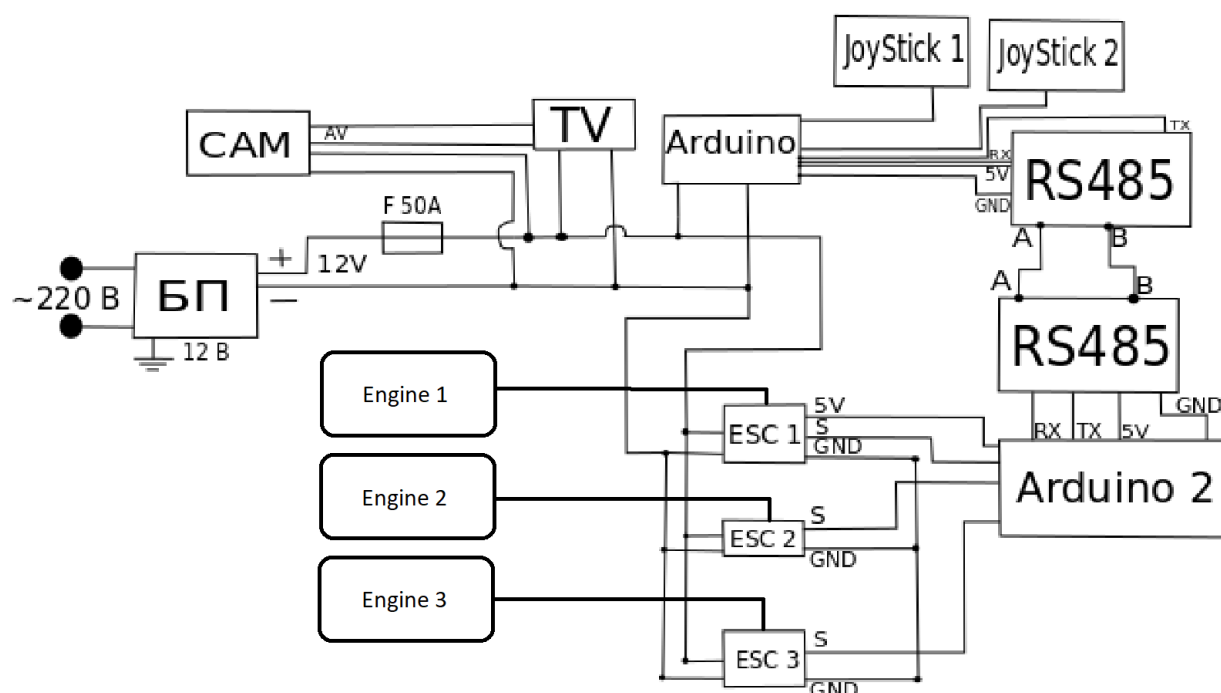 JoyStick 1
JoyStick 2
CAM
AV
TV
Arduino
TX
RX
5V
GND
RS485
F 50A
A
B
+
12V
−
~220 В
БП
12 В
A
B
RS485
Engine 1
5V
S
GND
ESC 1
RX
TX
5V
GND
Arduino 2
Engine 2
S
ESC 2
GND
Engine 3
S
ESC 3
GND